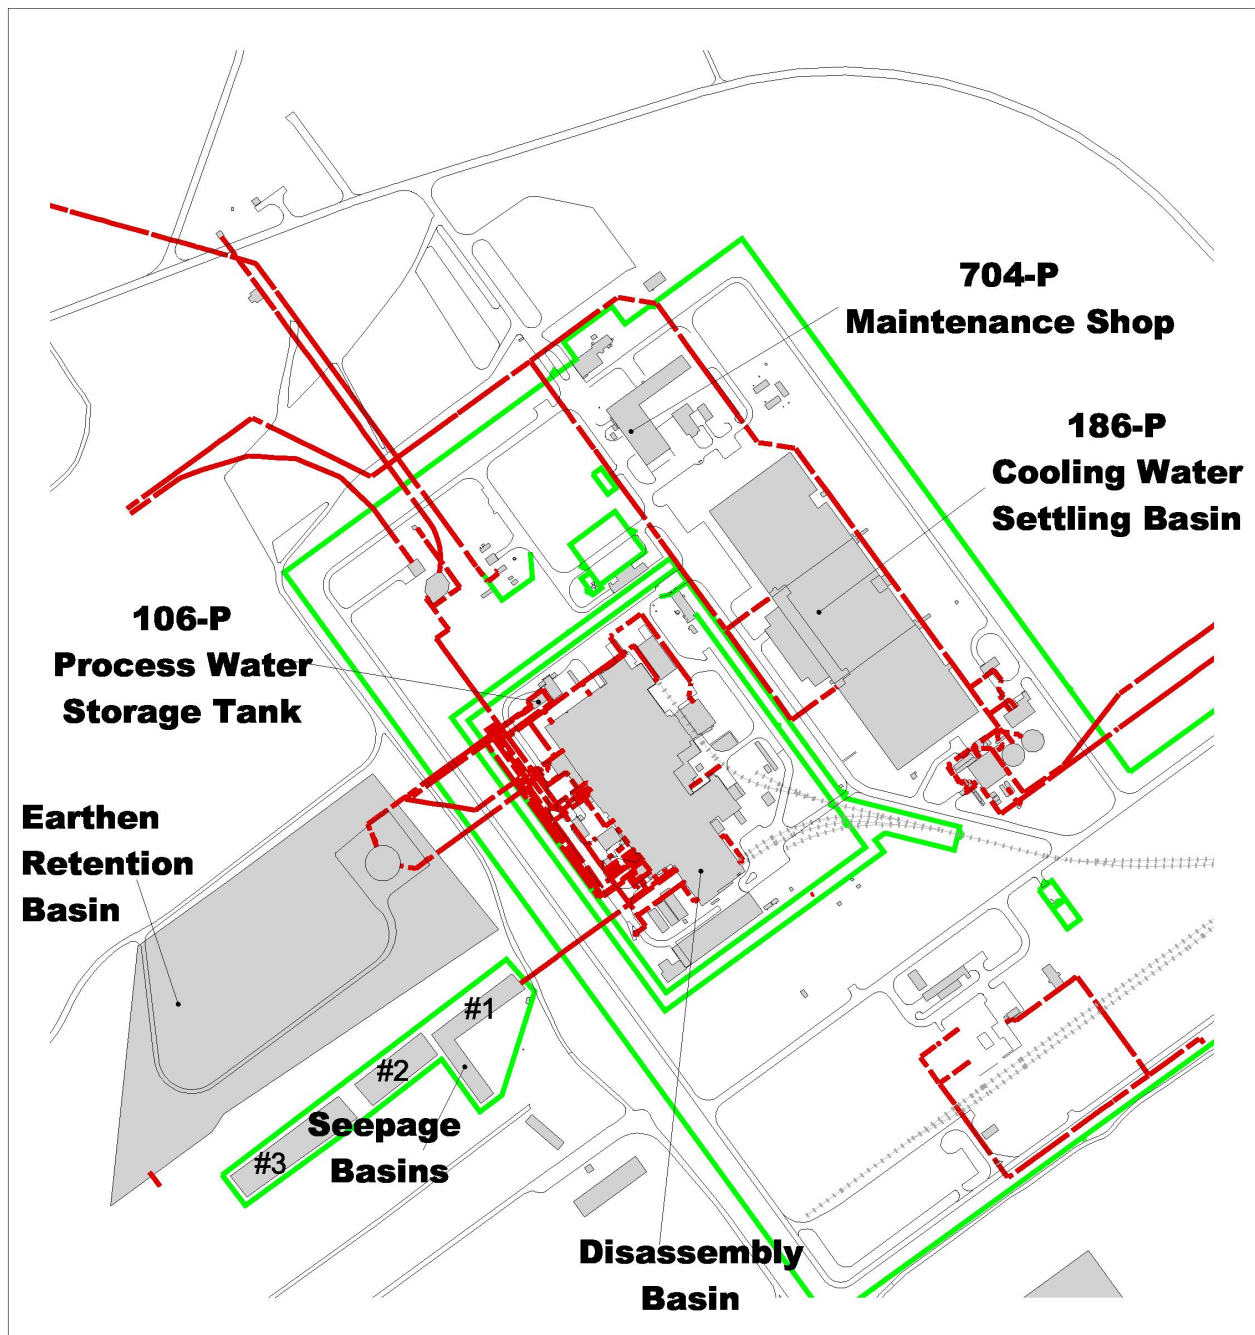 704-P
Maintenance Shop
186-P
Cooling Water
Settling Basin
106-P
Process Water
Storage Tank
Earthen
Retention
Basin
#1
#2
#3
Seepage
Basins
Disassembly
Basin